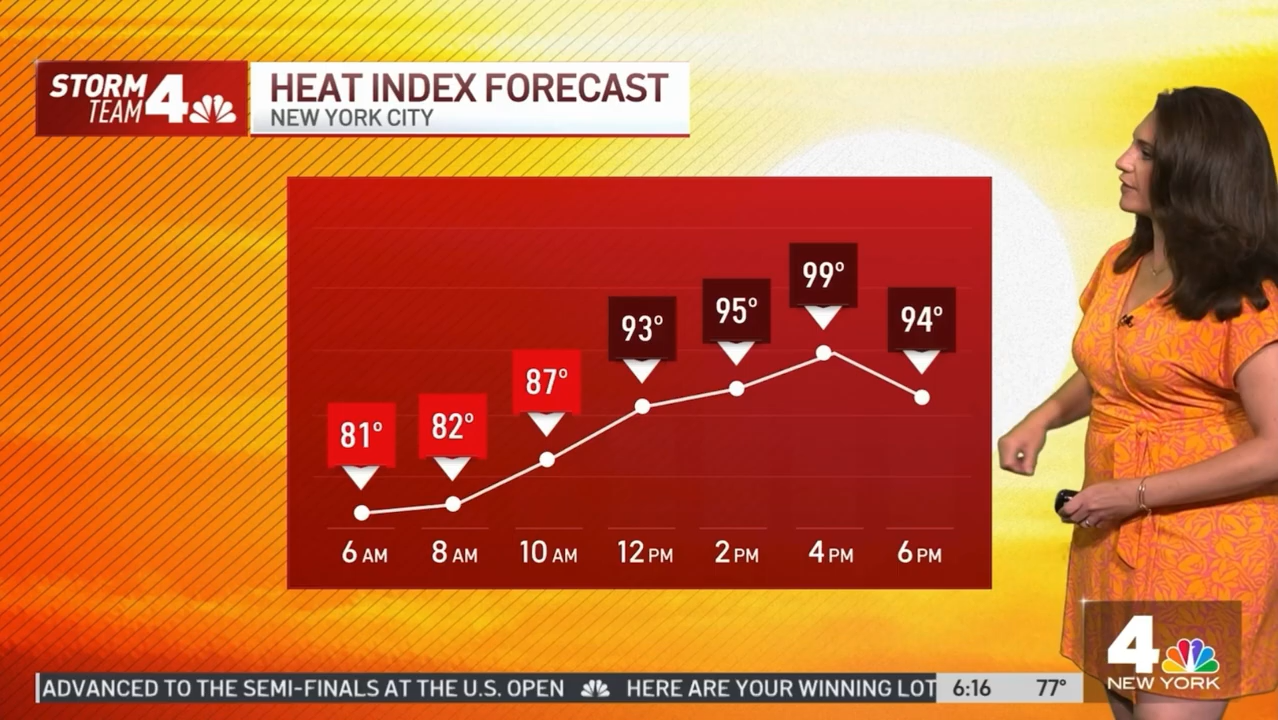 STORM
TEAM 4
HEAT INDEX FORECAST
NEW YORK CITY
81°
82°
87°
93°
95°
99°
94°
6 AM
8 AM
10 AM
12 PM
2 PM
4 PM
6 PM
4
NEW YORK
ADVANCED TO THE SEMI-FINALS AT THE U.S. OPEN HERE ARE YOUR WINNING LOT
6:16 77°